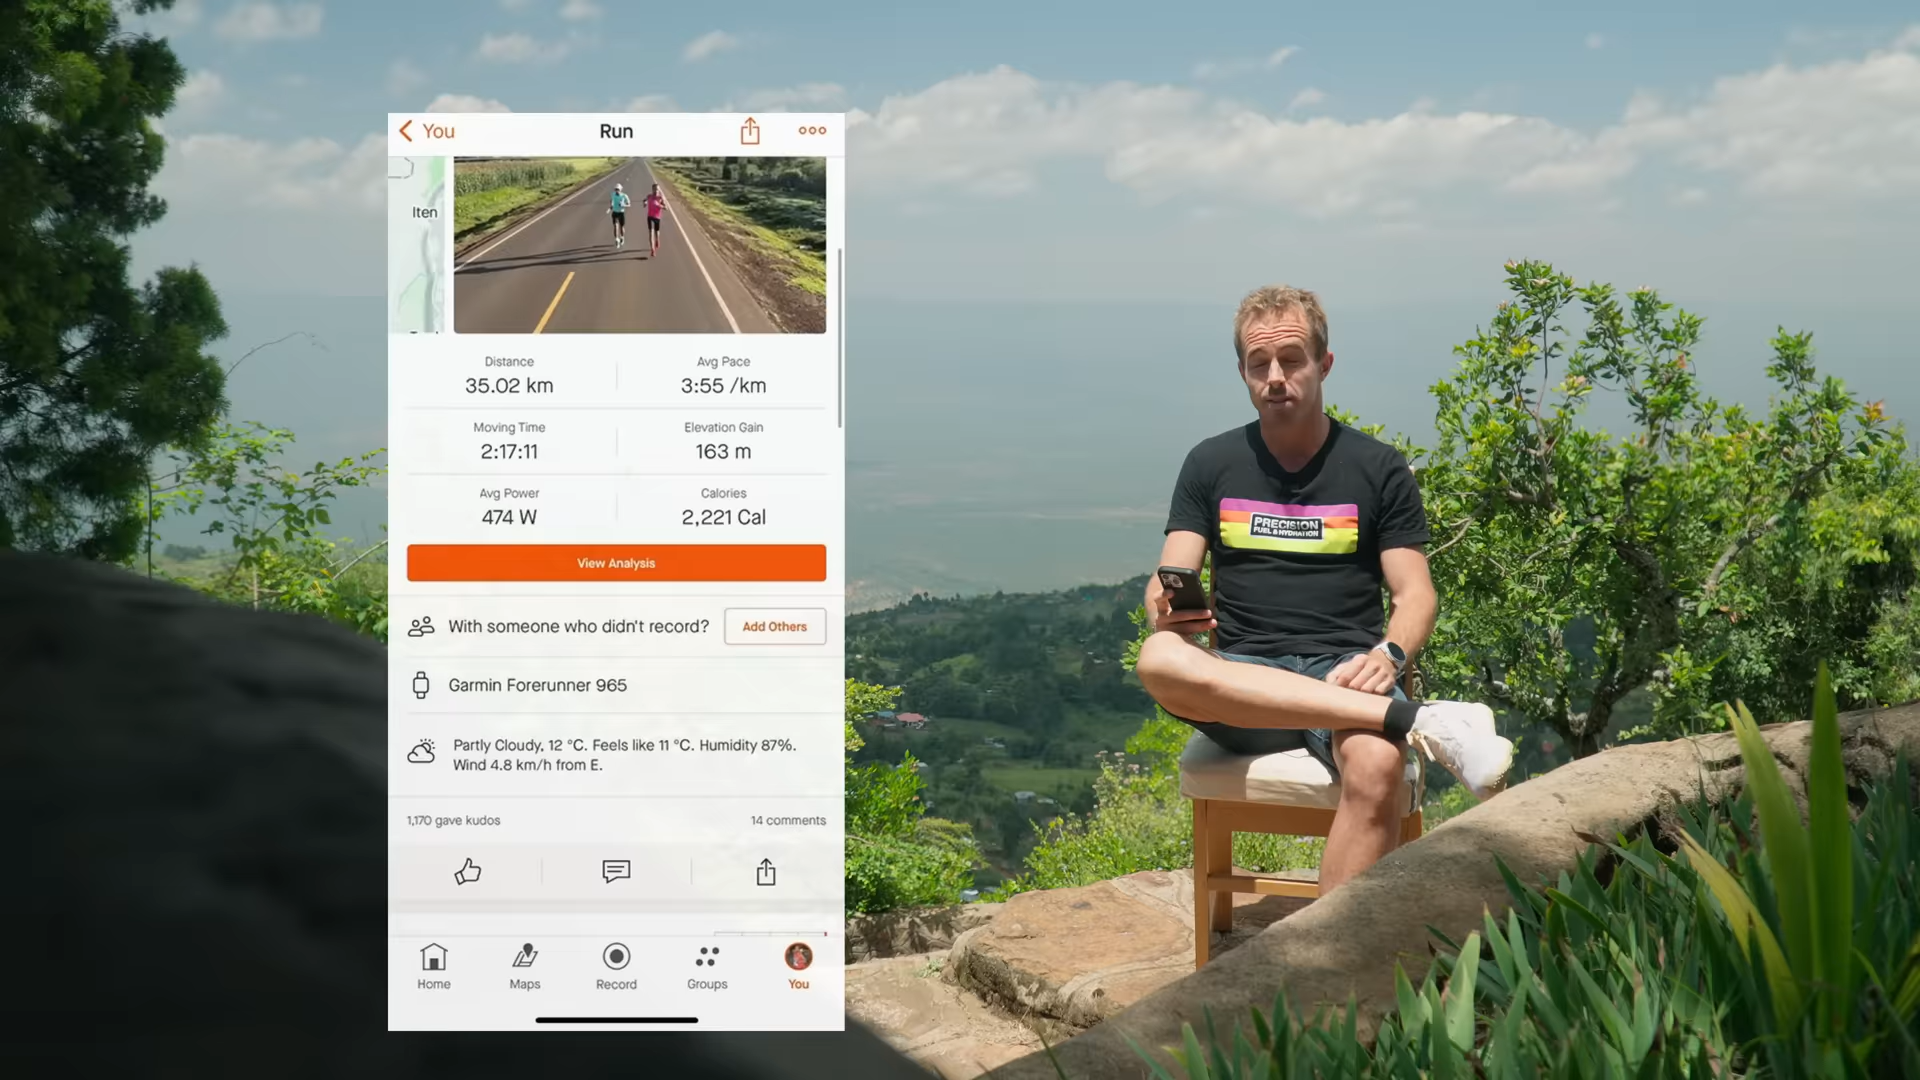 You
Run
Iten
Distance
35.02 km
Avg Pace
3:55 /km
Moving Time
2:17:11
Elevation Gain
163 m
Avg Power
474 W
Calories
2,221 Cal
View Analysis
With someone who didn't record?
Add Others
Garmin Forerunner 965
Partly Cloudy, 12 °C. Feels like 11 °C. Humidity 87%.
Wind 4.8 km/h from E.
1,170 gave kudos
14 comments
Home
Maps
Record
Groups
You
PRECISION
FUEL & HYDRATION